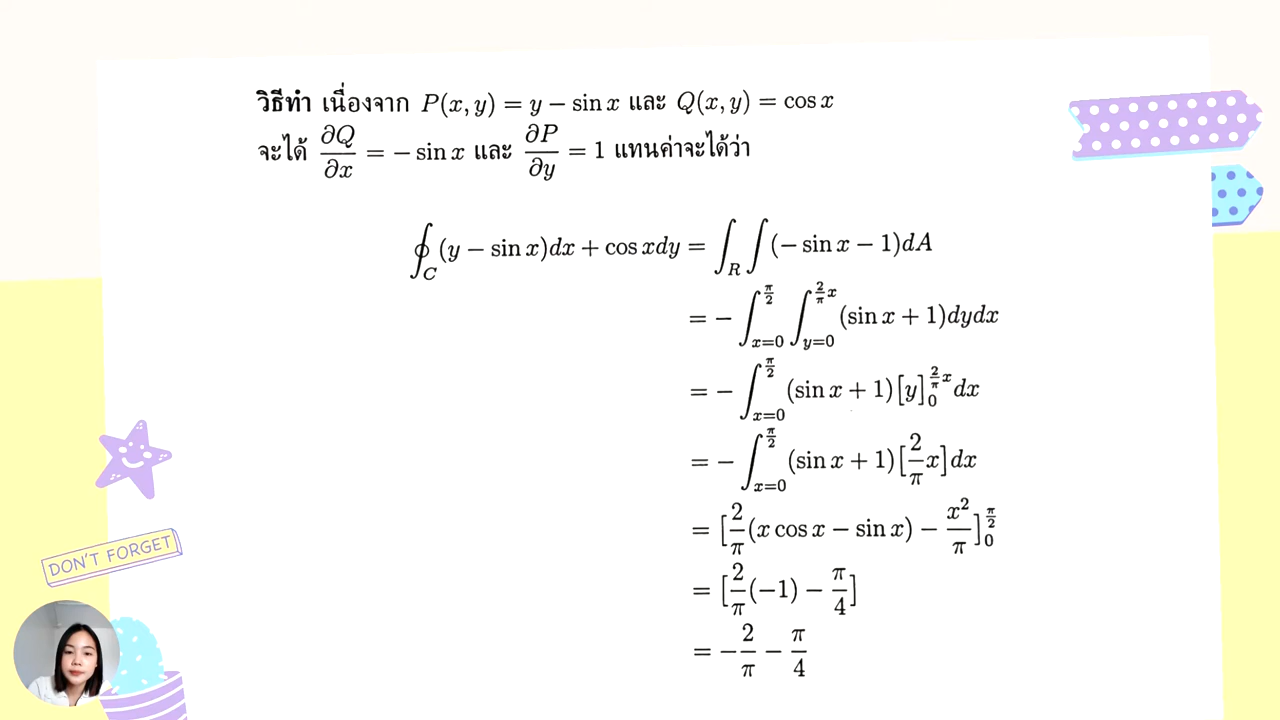 วิธีทำ เนื่องจาก P(x, y) = y − sin x และ Q(x, y) = cos x
จะได้ ∂Q/∂x = − sin x และ ∂P/∂y = 1 แทนค่าจะได้ว่า
∮_C (y − sin x)dx + cos xdy = ∫_R ∫ (− sin x − 1)dA
= − ∫_{x=0}^{π/2} ∫_{y=0}^{2/π x} (sin x + 1)dydx
= − ∫_{x=0}^{π/2} (sin x + 1)[y]_0^{2/π x} dx
= − ∫_{x=0}^{π/2} (sin x + 1)[2/π x]dx
= [2/π (x cos x − sin x) − x²/π]_0^{π/2}
= [2/π (−1) − π/4]
= − 2/π − π/4
DON'T FORGET